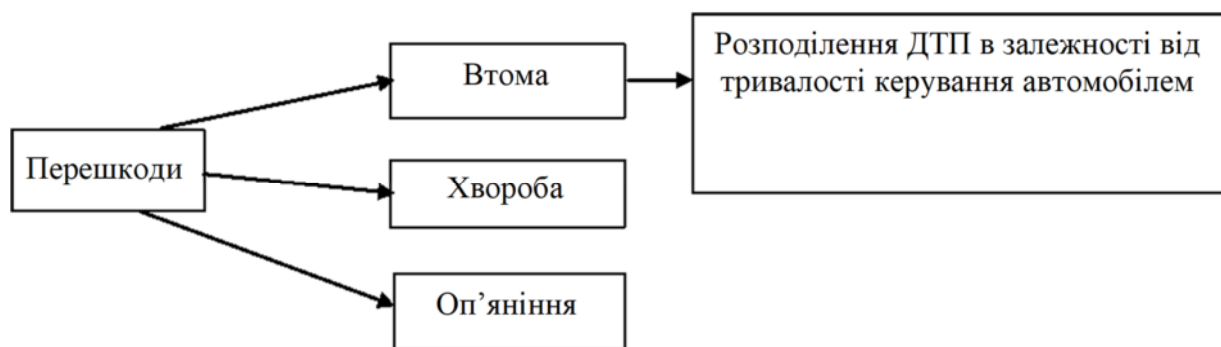 Перешкоди
Втома
Розподілення ДТП в залежності від
тривалості керування автомобілем
Хвороба
Оп’яніння